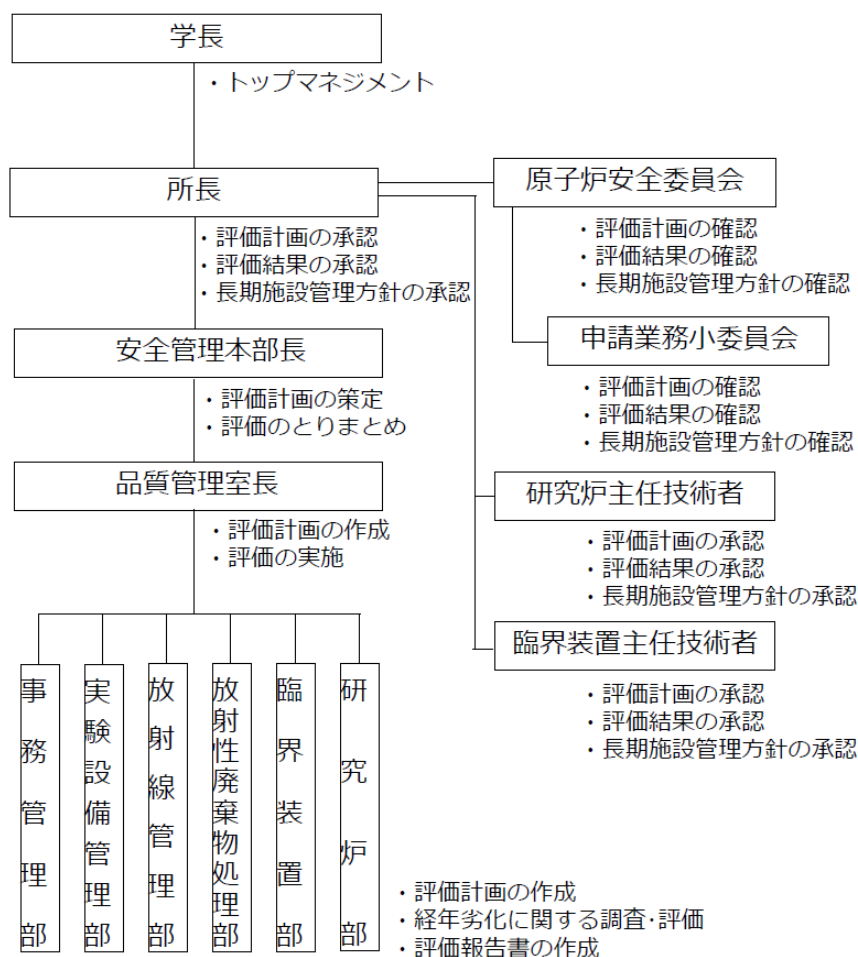 学長
・トップマネジメント
所長
・評価計画の承認
・評価結果の承認
・長期施設管理方針の承認
原子炉安全委員会
・評価計画の確認
・評価結果の確認
・長期施設管理方針の確認
申請業務小委員会
・評価計画の確認
・評価結果の確認
・長期施設管理方針の確認
安全管理本部長
・評価計画の策定
・評価のとりまとめ
品質管理室長
・評価計画の作成
・評価の実施
研究炉主任技術者
・評価計画の承認
・評価結果の承認
・長期施設管理方針の承認
臨界装置主任技術者
・評価計画の承認
・評価結果の承認
・長期施設管理方針の承認
事務管理部
実験設備管理部
放射線管理部
放射性廃棄物処理部
臨界装置部
研究炉部
・評価計画の作成
・経年劣化に関する調査･評価
・評価報告書の作成